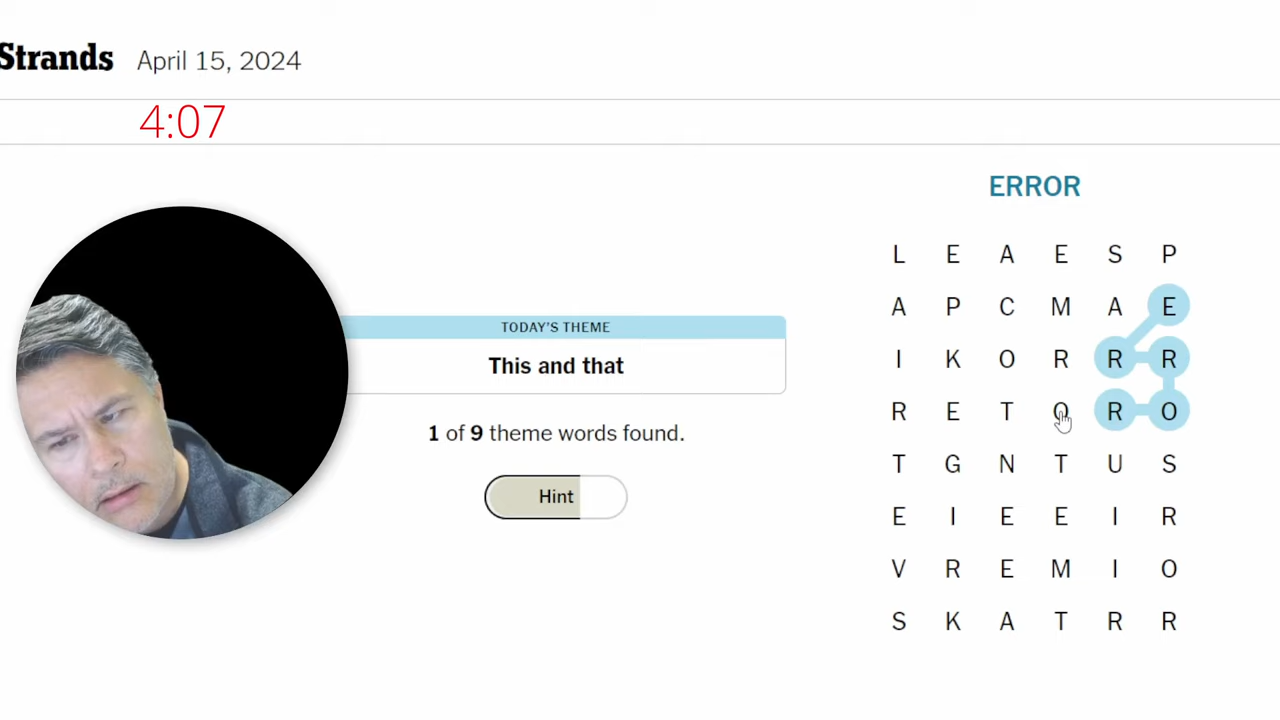 Strands April 15, 2024
4:07
ERROR
TODAY'S THEME
This and that
1 of 9 theme words found.
Hint
L E A E S P
A P C M A E
I K O R R R
R E T O R O
T G N T U S
E I E E I R
V R E M I O
S K A T R R